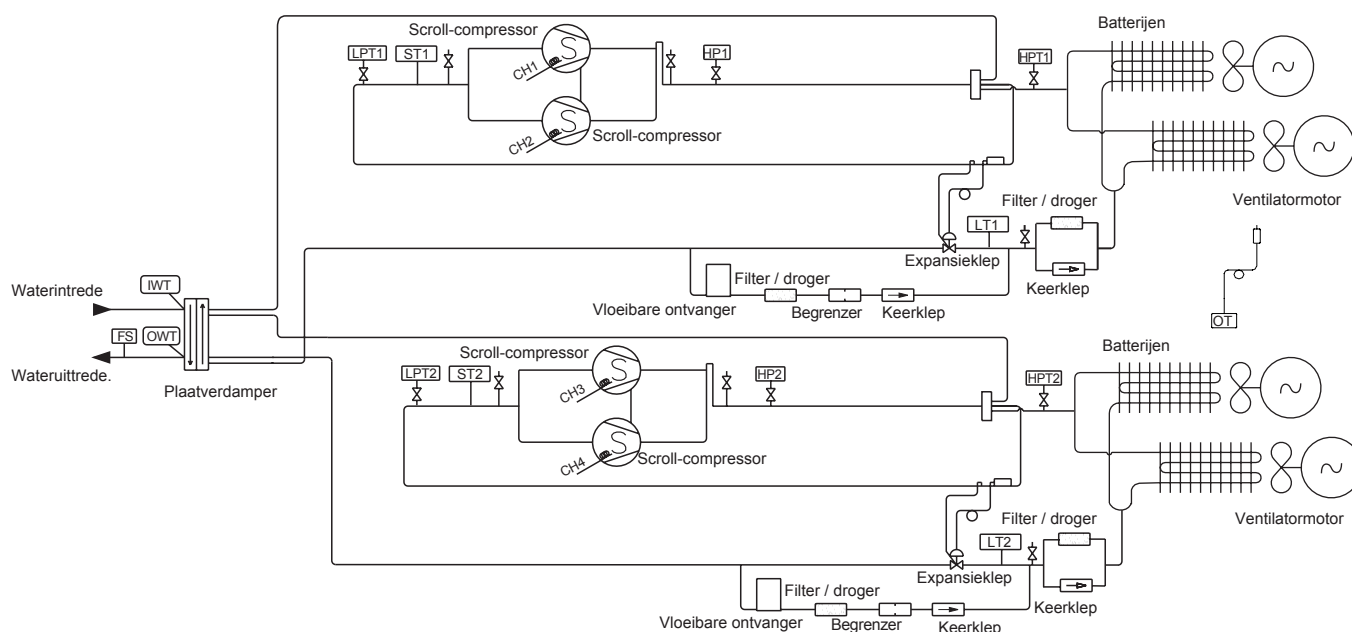 Scroll-compressor
Batterijen
LPT1
ST1
HP1
HPT1
CH1
CH2
Scroll-compressor
Filter / droger
Ventilatormotor
LT1
Expansieklep
Keerklep
Filter / droger
Vloeibare ontvanger
Begrenzer
Keerklep
Waterintrede
IWT
OT
FS
OWT
Wateruittrede.
Plaatverdamper
Scroll-compressor
Batterijen
LPT2
ST2
HP2
HPT2
CH3
CH4
Scroll-compressor
Filter / droger
Ventilatormotor
LT2
Expansieklep
Keerklep
Filter / droger
Vloeibare ontvanger
Begrenzer
Keerklep